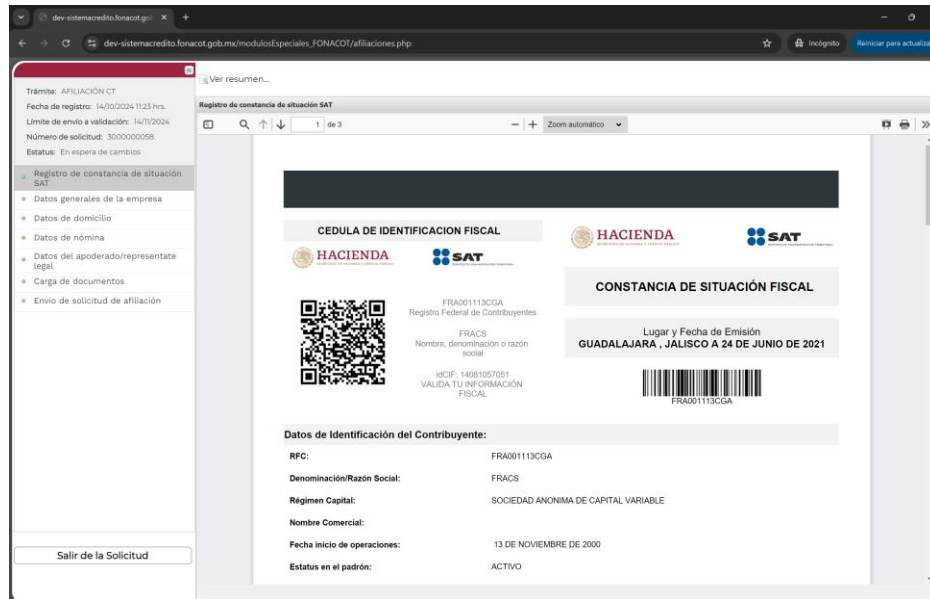 dev-sistemacredito.fonacot.gol
dev-sistemacredito.fonacot.gob.mx/modulosEspeciales_FONACOT/afiliaciones.php
Incógnito
Reiniciar para actualiza
Trámite: AFILIACIÓN CT
Fecha de registro: 14/10/2024 11:23 hrs.
Límite de envío a validación: 14/11/2024
Número de solicitud: 3000000058
Estatus: En espera de cambios
Registro de constancia de situación
SAT
Datos generales de la empresa
Datos de domicilio
Datos de nómina
Datos del apoderado/representate
legal
Carga de documentos
Envío de solicitud de afiliación
Salir de la Solicitud
Ver resumen...
Registro de constancia de situación SAT
1 de 3
Zoom automático
CEDULA DE IDENTIFICACION FISCAL
HACIENDA
SAT
FRA001113CGA
Registro Federal de Contribuyentes
FRACS
Nombre, denominación o razón
social
idCIF: 14081057051
VALIDA TU INFORMACIÓN
FISCAL
HACIENDA
SAT
CONSTANCIA DE SITUACIÓN FISCAL
Lugar y Fecha de Emisión
GUADALAJARA , JALISCO A 24 DE JUNIO DE 2021
FRA001113CGA
Datos de Identificación del Contribuyente:
RFC: FRA001113CGA
Denominación/Razón Social: FRACS
Régimen Capital: SOCIEDAD ANONIMA DE CAPITAL VARIABLE
Nombre Comercial:
Fecha inicio de operaciones: 13 DE NOVIEMBRE DE 2000
Estatus en el padrón: ACTIVO